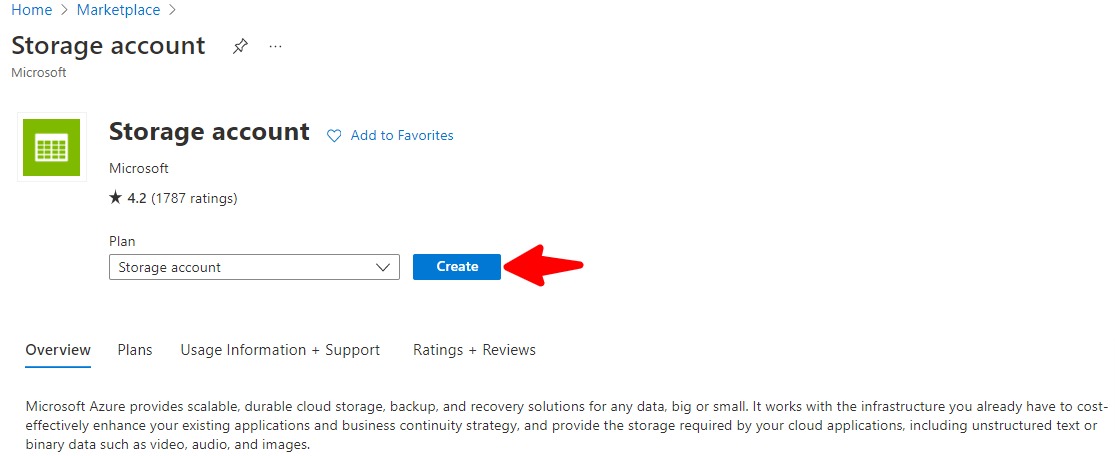 Home > Marketplace >
Storage account ...
Microsoft
Storage account Add to Favorites
Microsoft
★ 4.2 (1787 ratings)
Plan
Storage account Create
Overview Plans Usage Information + Support Ratings + Reviews
Microsoft Azure provides scalable, durable cloud storage, backup, and recovery solutions for any data, big or small. It works with the infrastructure you already have to cost-
effectively enhance your existing applications and business continuity strategy, and provide the storage required by your cloud applications, including unstructured text or
binary data such as video, audio, and images.